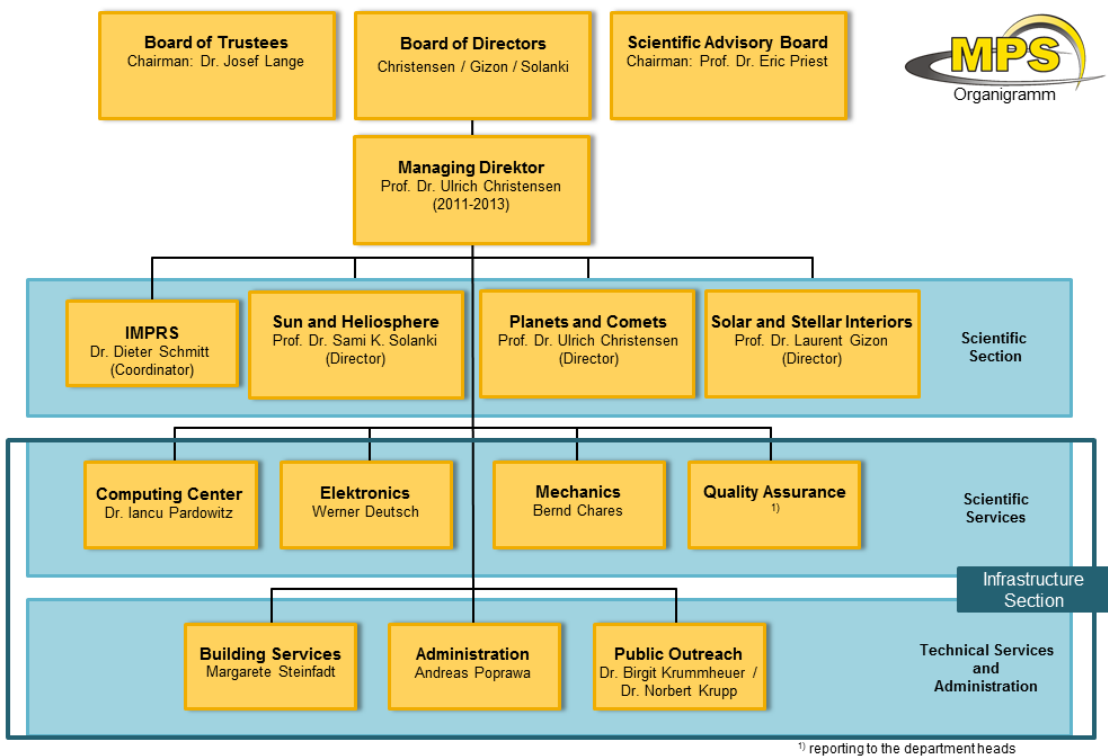 Board of Trustees
Chairman: Dr. Josef Lange
Board of Directors
Christensen / Gizon / Solanki
Scientific Advisory Board
Chairman: Prof. Dr. Eric Priest
MPS
Organigramm
Managing Direktor
Prof. Dr. Ulrich Christensen
(2011-2013)
IMPRS
Dr. Dieter Schmitt
(Coordinator)
Sun and Heliosphere
Prof. Dr. Sami K. Solanki
(Director)
Planets and Comets
Prof. Dr. Ulrich Christensen
(Director)
Solar and Stellar Interiors
Prof. Dr. Laurent Gizon
(Director)
Scientific
Section
Computing Center
Dr. Iancu Pardowitz
Elektronics
Werner Deutsch
Mechanics
Bernd Chares
Quality Assurance
1)
Scientific
Services
Infrastructure
Section
Building Services
Margarete Steinfadt
Administration
Andreas Poprawa
Public Outreach
Dr. Birgit Krummheuer /
Dr. Norbert Krupp
Technical Services
and
Administration
1) reporting to the department heads